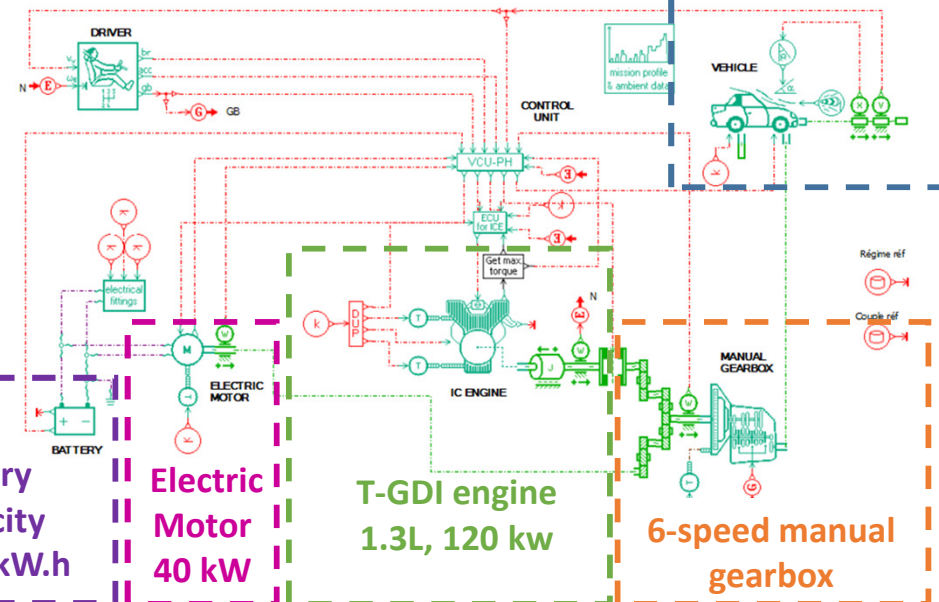 DRIVER
br
acc
gb
N
E
G
GB
mission profile
& ambient data
VEHICLE
α
X
V
k
CONTROL
UNIT
VCU-PH
E
ECU
for ICE
E
Get max
torque
electrical
fittings
N
E
Régime réf
Couple réf
k
DUP
T
T
M
W
ELECTRIC
MOTOR
T
IC ENGINE
J
W
W
MANUAL
GEARBOX
T
G
+ -
BATTERY
ry
city
kW.h
Electric
Motor
40 kW
T-GDI engine
1.3L, 120 kw
6-speed manual
gearbox